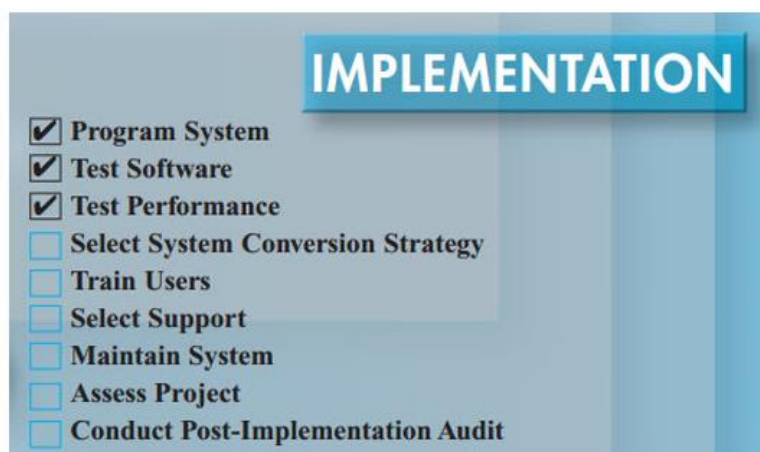 IMPLEMENTATION
Program System
Test Software
Test Performance
Select System Conversion Strategy
Train Users
Select Support
Maintain System
Assess Project
Conduct Post-Implementation Audit